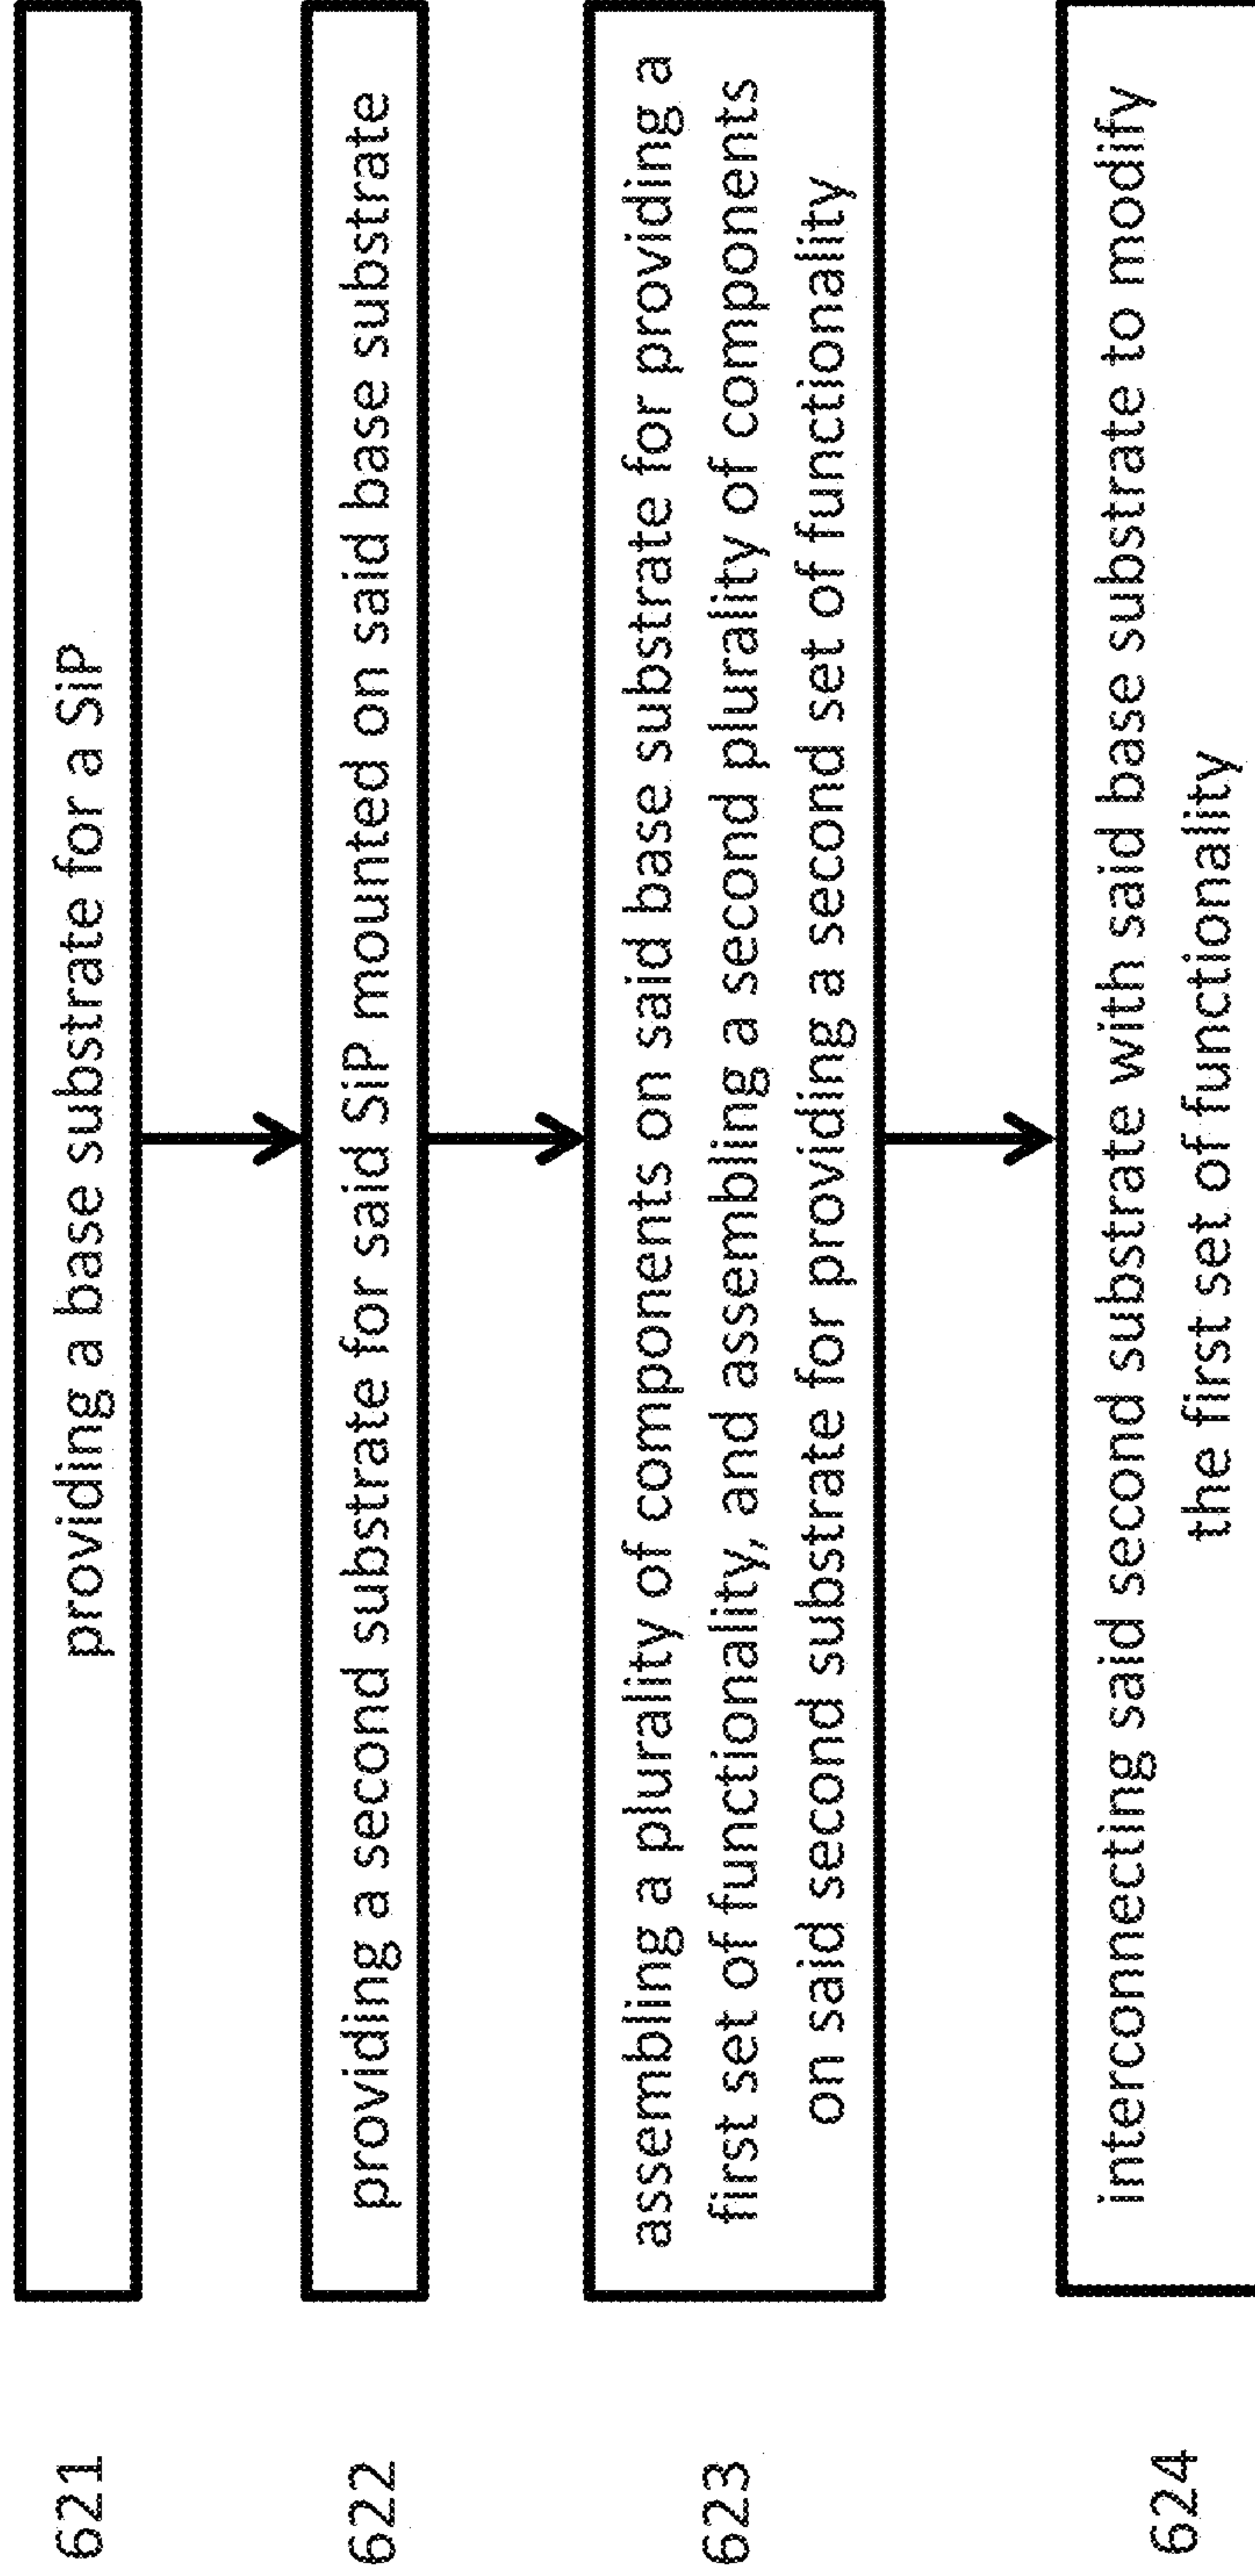 621
providing a base substrate for a SiP
622
providing a second substrate for said SiP mounted on said base substrate
623
assembling a plurality of components on said base substrate for providing a
first set of functionality, and assembling a second plurality of components
on said second substrate for providing a second set of functionality
624
interconnecting said second substrate with said base substrate to modify
the first set of functionality